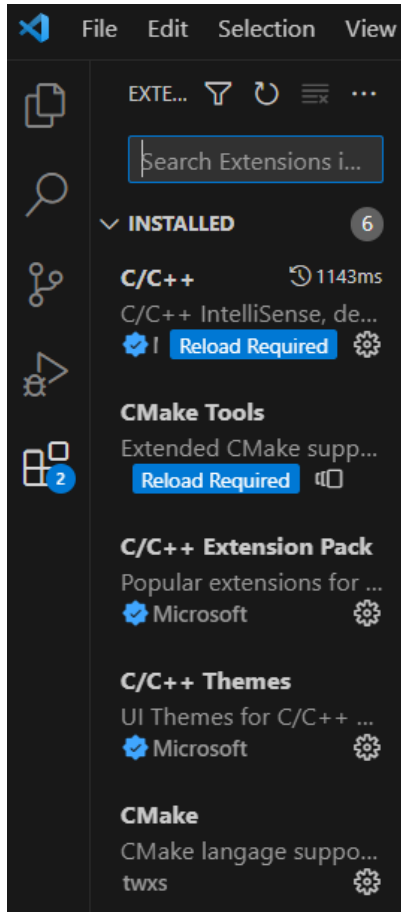 File Edit Selection View
EXTE... ...
Search Extensions i...
INSTALLED 6
C/C++ 1143ms
C/C++ IntelliSense, de...
Reload Required
CMake Tools
Extended CMake supp...
Reload Required
2
C/C++ Extension Pack
Popular extensions for ...
Microsoft
C/C++ Themes
UI Themes for C/C++ ...
Microsoft
CMake
CMake langage suppo...
twxs